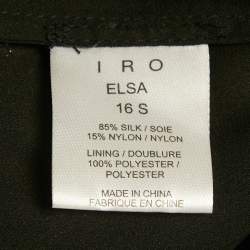 IRO
ELSA
16 S
85% SILK / SOIE
15% NYLON / NYLON
LINING / DOUBLURE
100% POLYESTER /
POLYESTER
MADE IN CHINA
FABRIQUE EN CHINE